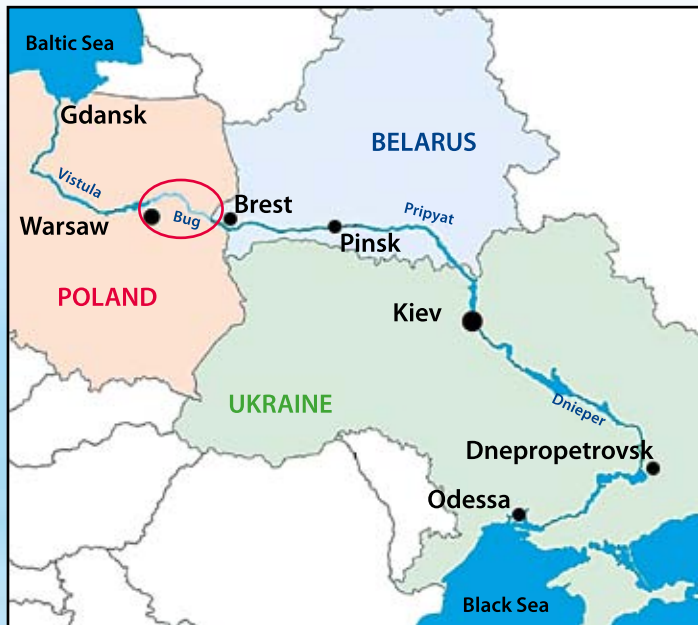 Baltic Sea
Gdansk
BELARUS
Vistula
Brest
Warsaw
Bug
Pripyat
Pinsk
POLAND
Kiev
UKRAINE
Dnieper
Dnepropetrovsk
Odessa
Black Sea